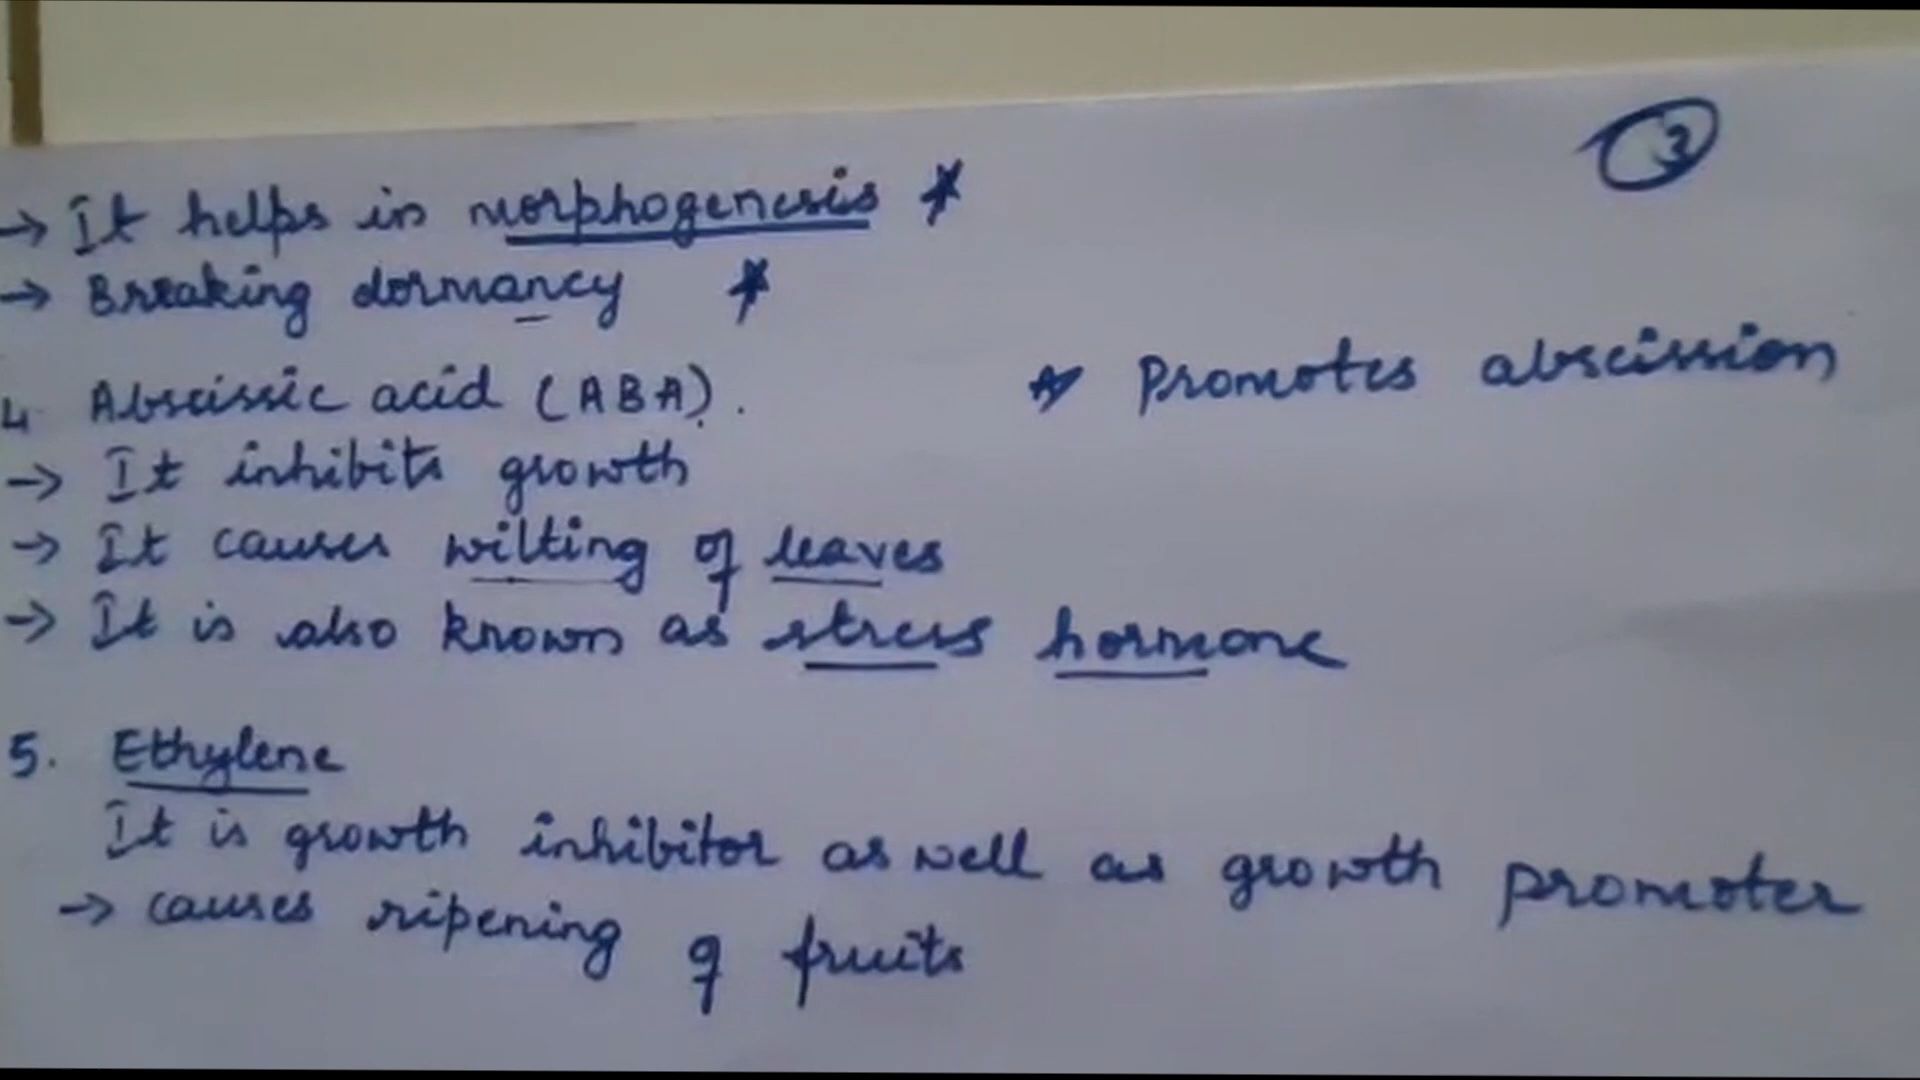 3
→ It helps in morphogenesis *
→ Breaking dormancy *
4. Abscissic acid (ABA). * Promotes abscission
→ It inhibits growth
→ It causes wilting of leaves
→ It is also known as stress hormone
5. Ethylene
It is growth inhibitor as well as growth promoter
→ causes ripening of fruits